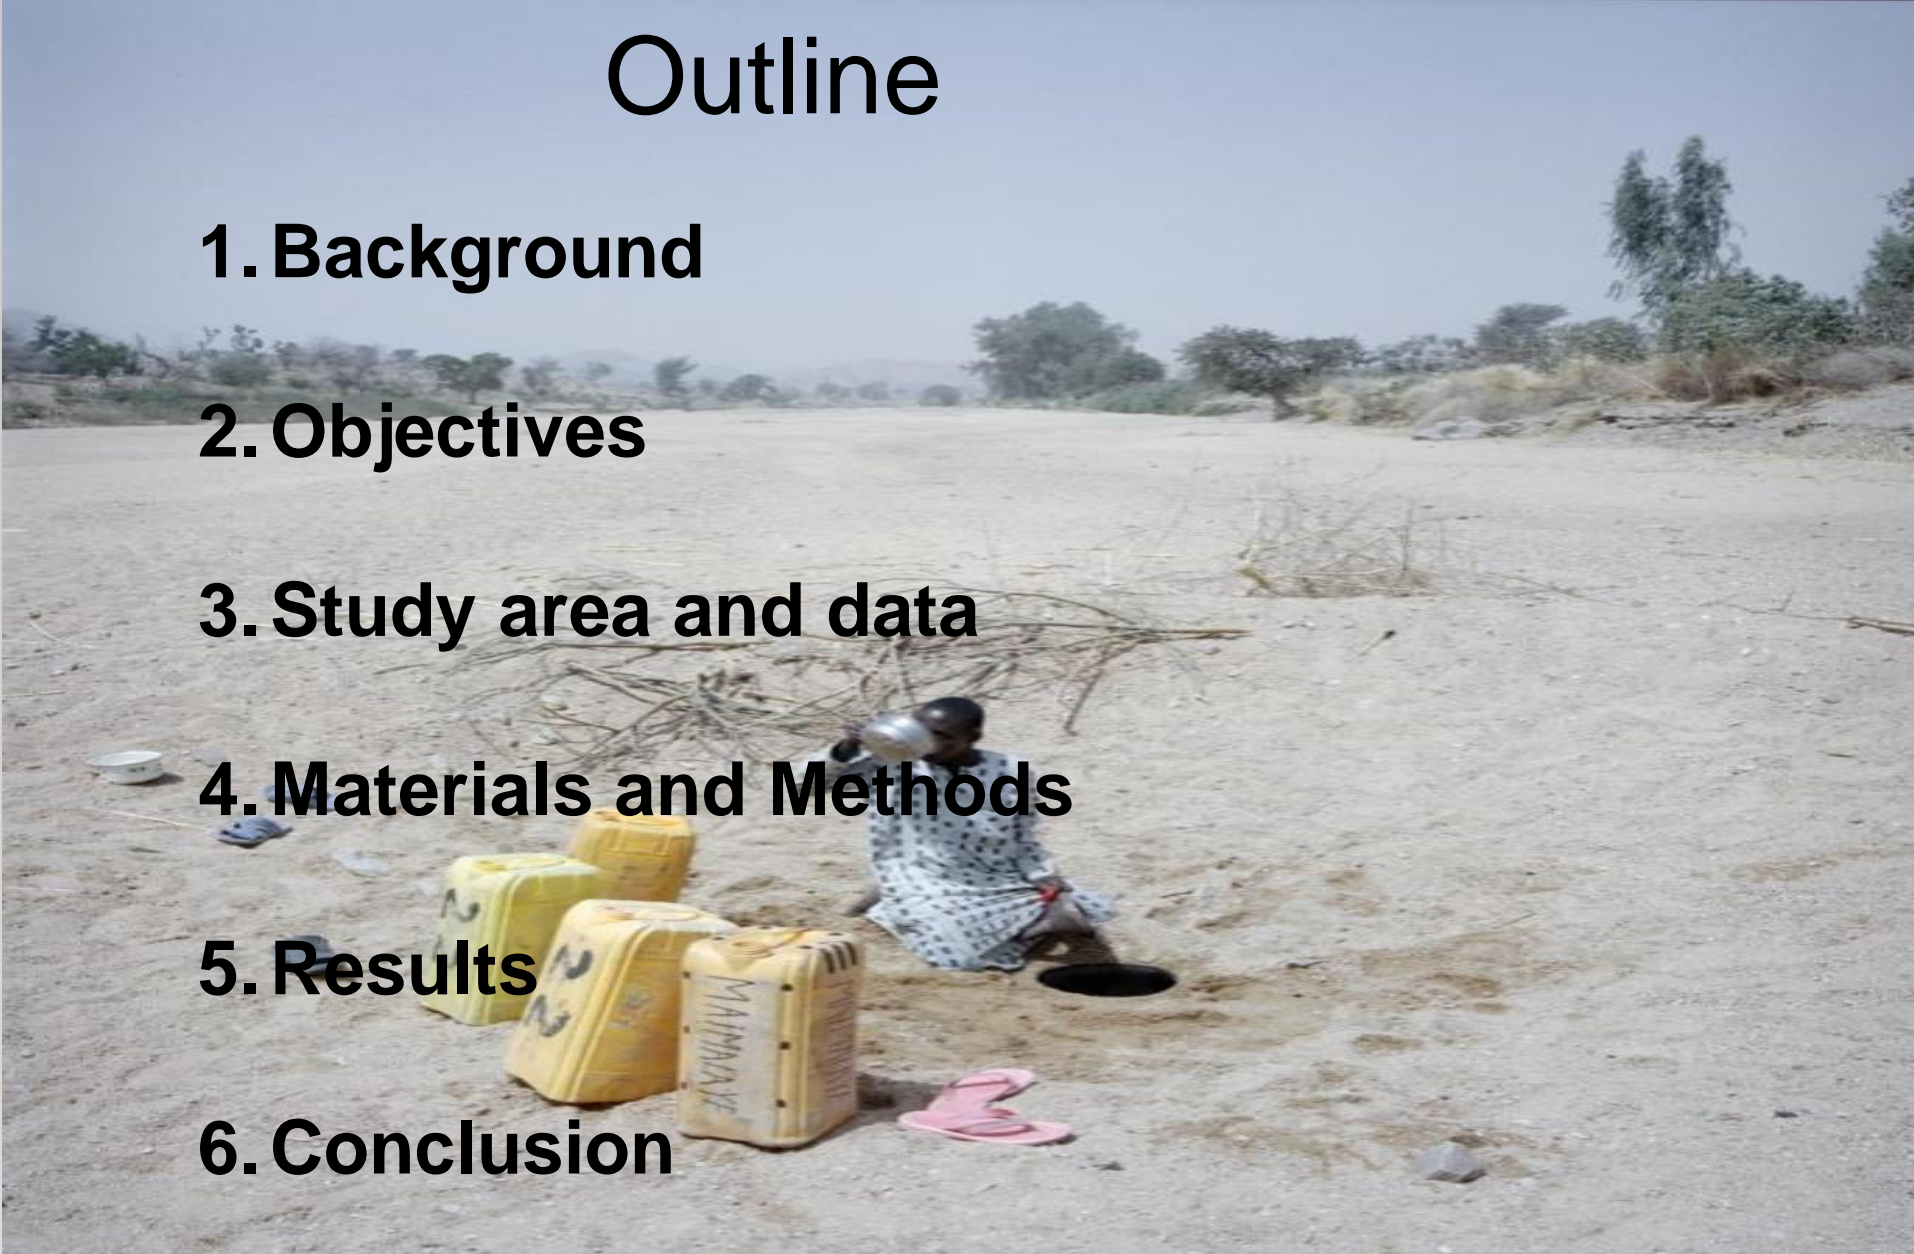 Outline
1. Background
2. Objectives
3. Study area and data
4. Materials and Methods
5. Results
6. Conclusion